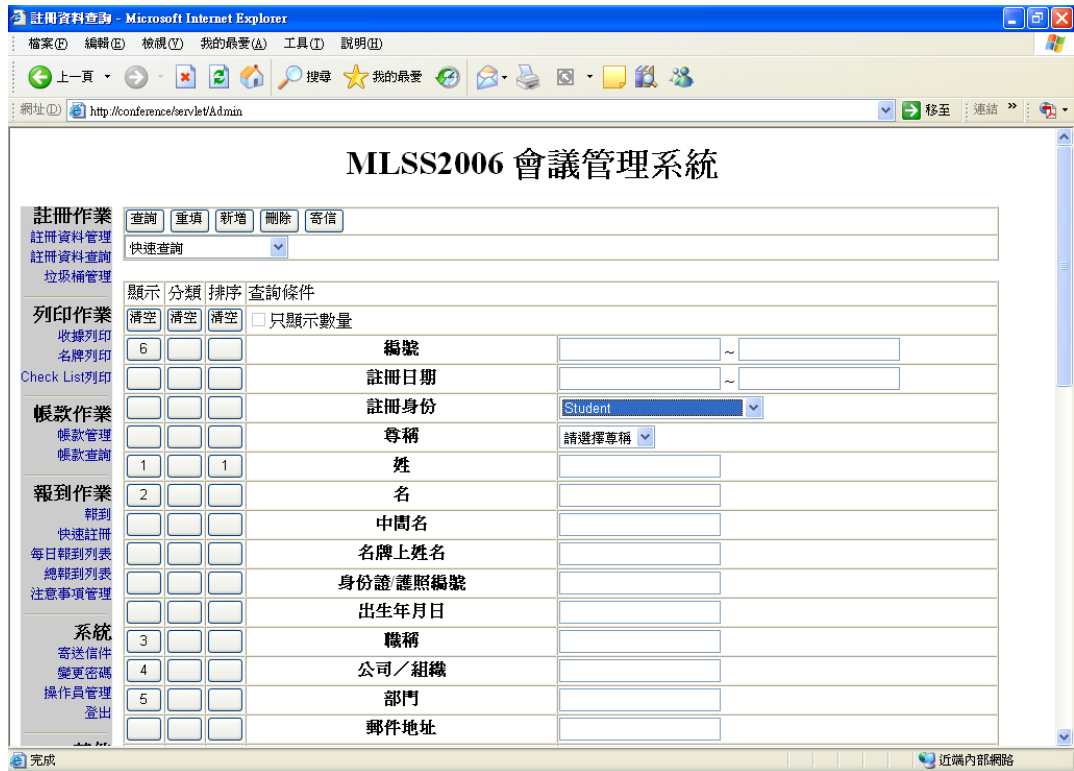 註冊資料查詢 - Microsoft Internet Explorer
檔案(F) 編輯(E) 檢視(V) 我的最愛(A) 工具(T) 說明(H)
上一頁 搜尋 我的最愛
網址(D) http://conference/servlet/Admin 移至 連結 »
MLSS2006 會議管理系統
註冊作業
註冊資料管理
註冊資料查詢
垃圾桶管理
列印作業
收據列印
名牌列印
Check List列印
帳款作業
帳款管理
帳款查詢
報到作業
報到
快速註冊
每日報到列表
總報到列表
注意事項管理
系統
寄送信件
變更密碼
操作員管理
登出
查詢 重填 新增 刪除 寄信
快速查詢
顯示 分類 排序 查詢條件
清空 清空 清空 只顯示數量
6 編號 ~
註冊日期 ~
註冊身份 Student
尊稱 請選擇尊稱
1 1 姓
2 名
中間名
名牌上姓名
身份證/護照編號
出生年月日
3 職稱
4 公司／組織
5 部門
郵件地址
完成 近端內部網路